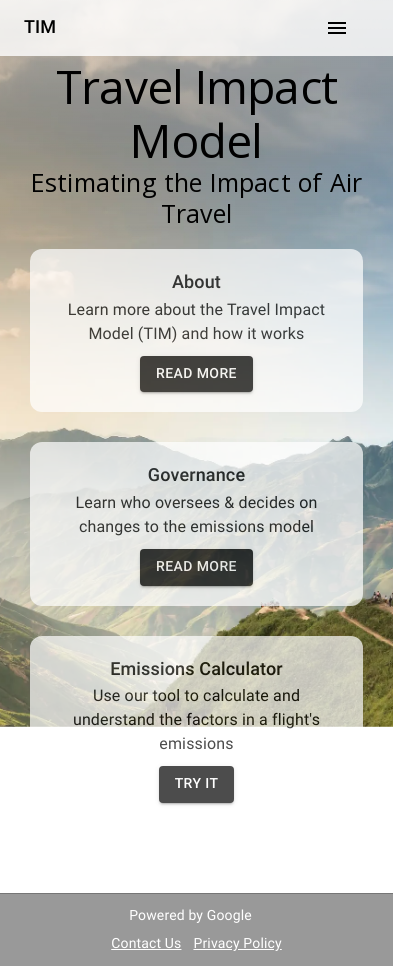 TIM
Travel Impact
Model
Estimating the Impact of Air
Travel
About
Learn more about the Travel Impact
Model (TIM) and how it works
READ MORE
Governance
Learn who oversees & decides on
changes to the emissions model
READ MORE
Emissions Calculator
Use our tool to calculate and
understand the factors in a flight's
emissions
TRY IT
Powered by Google
Contact Us Privacy Policy